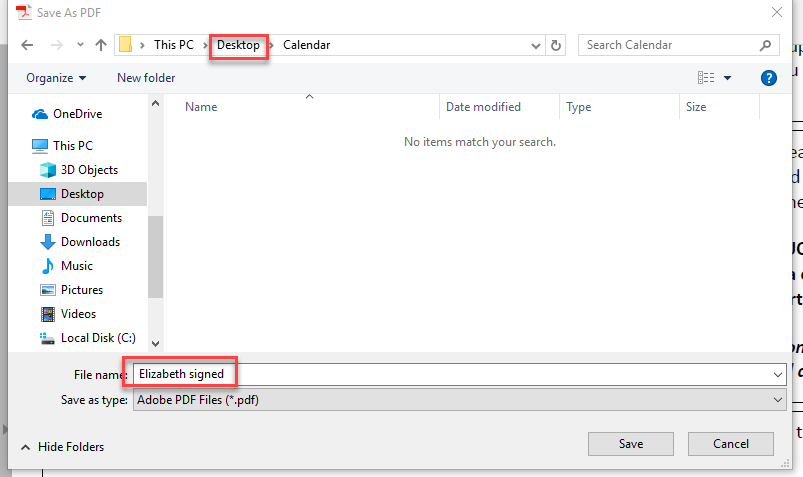 Save As PDF
This PC > Desktop > Calendar
Search Calendar
Organize
New folder
?
OneDrive
This PC
3D Objects
Desktop
Documents
Downloads
Music
Pictures
Videos
Local Disk (C:)
Name
Date modified
Type
Size
No items match your search.
File name: Elizabeth signed
Save as type: Adobe PDF Files (*.pdf)
Hide Folders
Save
Cancel